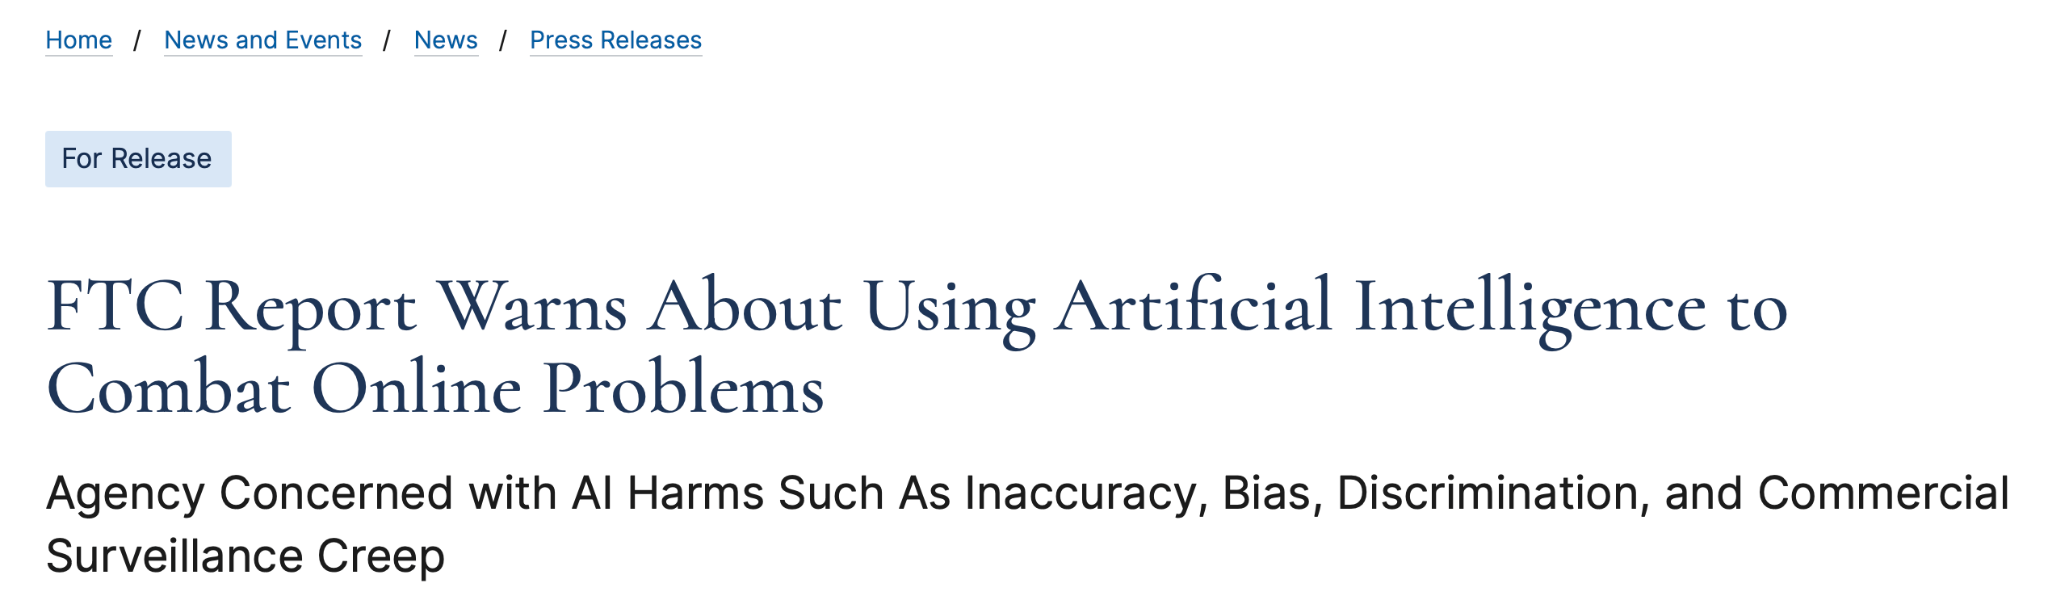 Home / News and Events / News / Press Releases
For Release
FTC Report Warns About Using Artificial Intelligence to
Combat Online Problems
Agency Concerned with AI Harms Such As Inaccuracy, Bias, Discrimination, and Commercial
Surveillance Creep